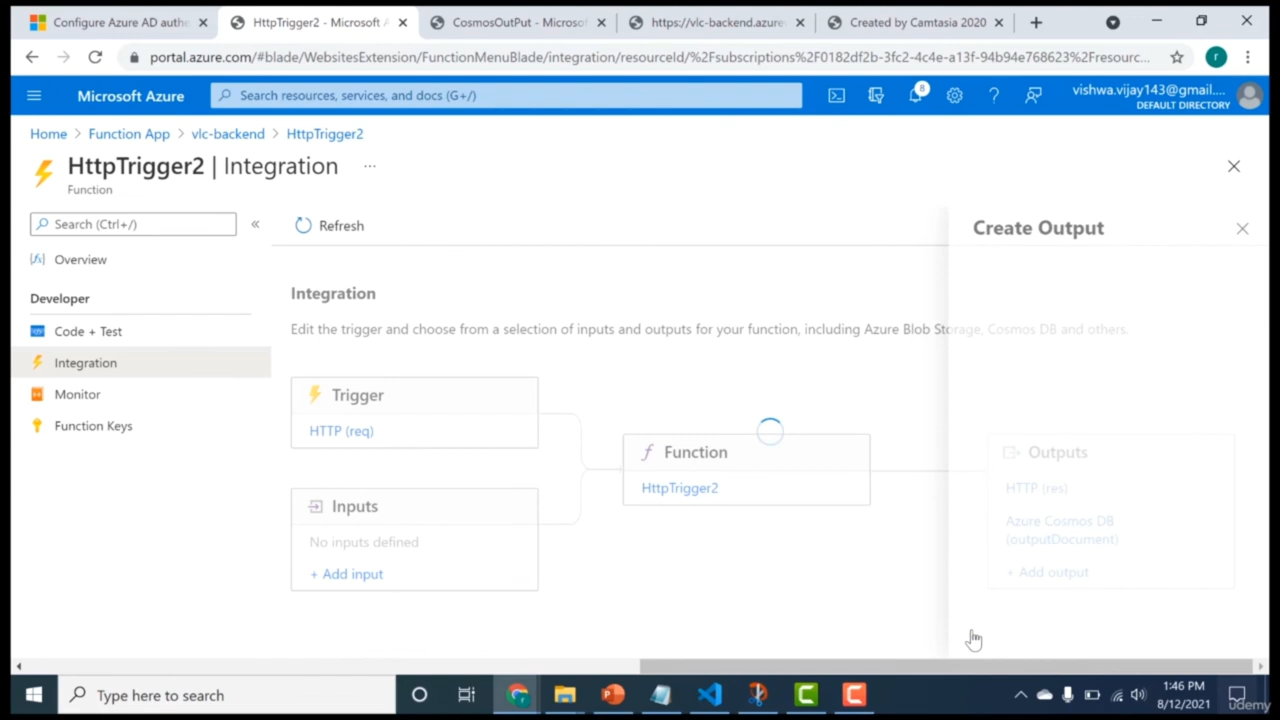 Configure Azure AD authe
HttpTrigger2 - Microsoft A
CosmosOutPut - Microsof
https://vlc-backend.azure
Created by Camtasia 2020
portal.azure.com/#blade/WebsitesExtension/FunctionMenuBlade/integration/resourceId/%2Fsubscriptions%2F0182df2b-3fc2-4c4e-a13f-94b94e768623%2Fresourc...
r
Microsoft Azure
Search resources, services, and docs (G+/)
8
vishwa.vijay143@gmail....
DEFAULT DIRECTORY
Home > Function App > vlc-backend > HttpTrigger2
HttpTrigger2 | Integration ...
Function
Search (Ctrl+/)
«
Refresh
Create Output
Overview
Developer
Code + Test
Integration
Monitor
Function Keys
Integration
Edit the trigger and choose from a selection of inputs and outputs for your function, including Azure Blob Storage, Cosmos DB and others.
Trigger
HTTP (req)
Inputs
No inputs defined
+ Add input
Function
HttpTrigger2
Outputs
HTTP (res)
Azure Cosmos DB
(outputDocument)
+ Add output
Type here to search
1:46 PM
8/12/2021
udemy